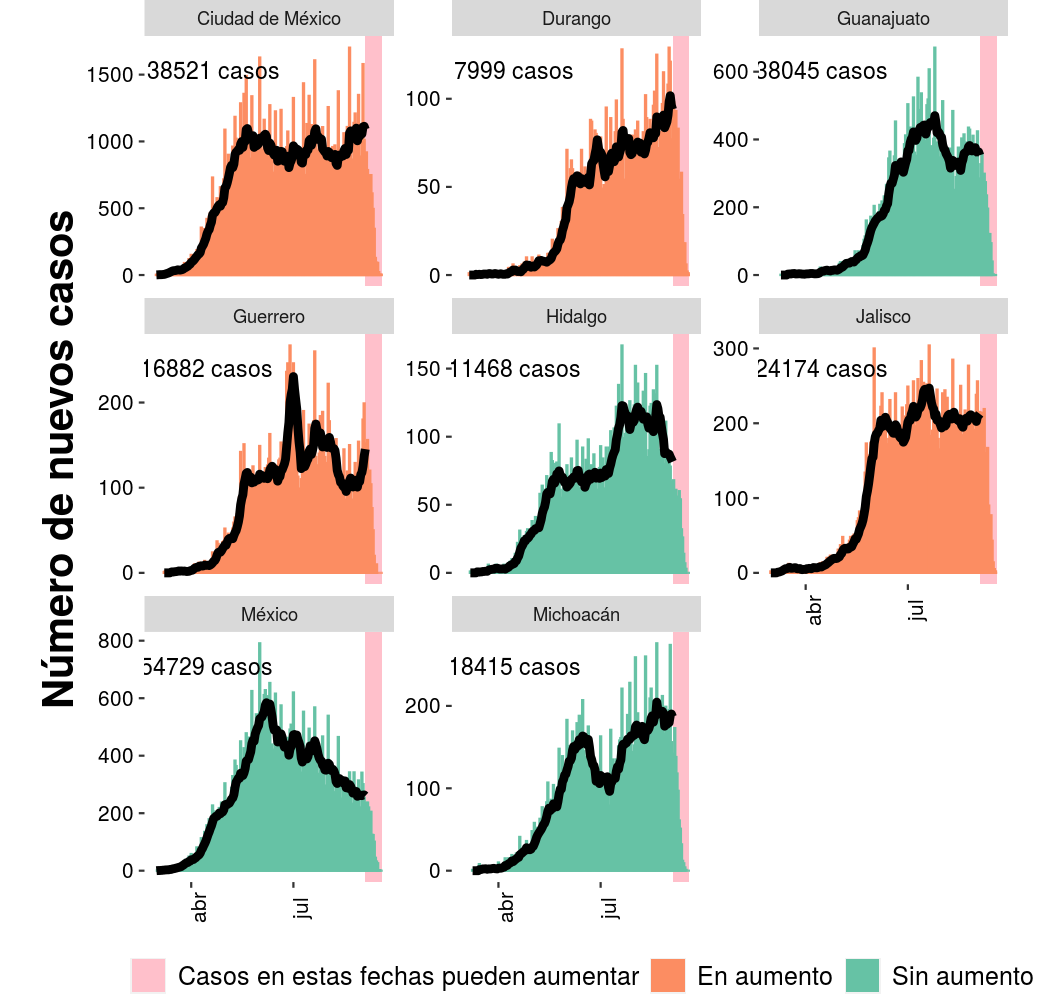 Número de nuevos casos
Ciudad de México
38521 casos
1500
1000
500
0
Durango
7999 casos
100
50
0
Guanajuato
38045 casos
600
400
200
0
Guerrero
16882 casos
200
100
0
Hidalgo
11468 casos
150
100
50
0
Jalisco
24174 casos
300
200
100
0
abr
jul
México
54729 casos
800
600
400
200
0
abr
jul
Michoacán
18415 casos
200
100
0
abr
jul
Casos en estas fechas pueden aumentar
En aumento
Sin aumento